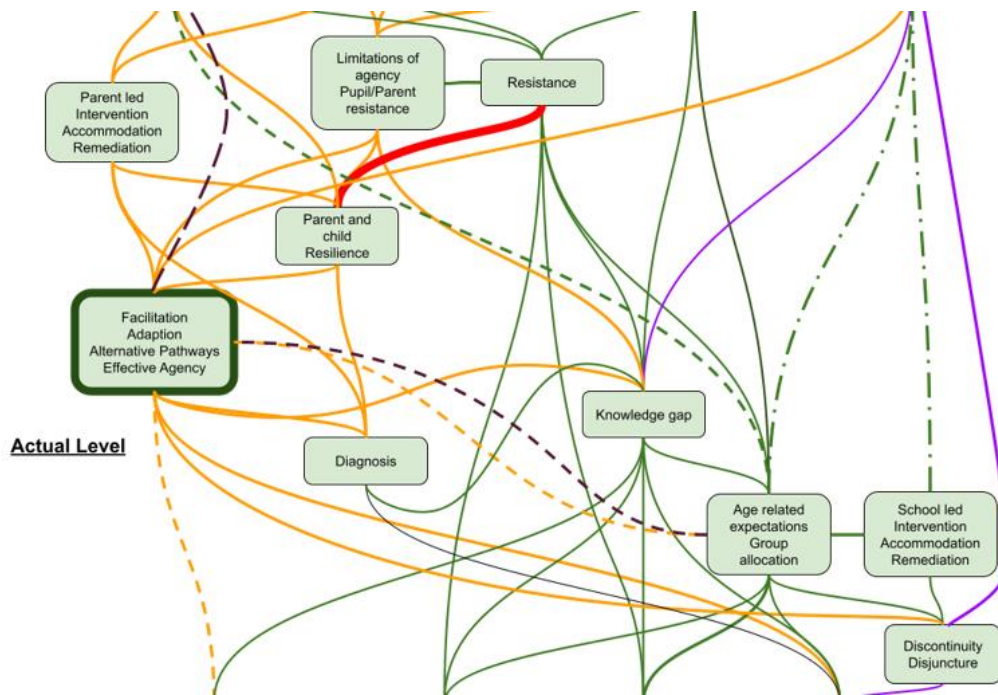 Limitations of
agency
Pupil/Parent
resistance
Resistance
Parent led
Intervention
Accommodation
Remediation
Parent and
child
Resilience
Facilitation
Adaption
Alternative Pathways
Effective Agency
Knowledge gap
Actual Level
Diagnosis
Age related
expectations
Group
allocation
School led
Intervention
Accommodation
Remediation
Discontinuity
Disjuncture